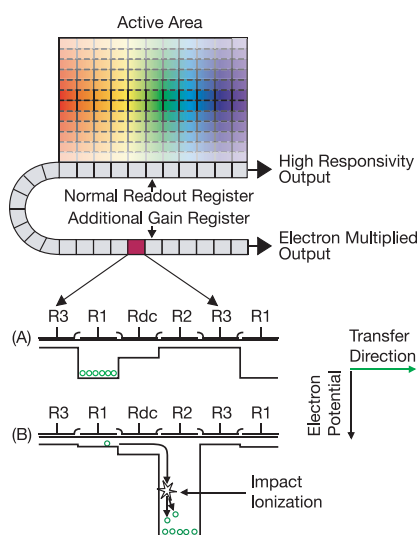 Active Area
High Responsivity
Output
Normal Readout Register
Additional Gain Register
Electron Multiplied
Output
R3 R1 Rdc R2 R3 R1
(A)
Transfer
Direction
Electron
Potential
R3 R1 Rdc R2 R3 R1
(B)
Impact
Ionization